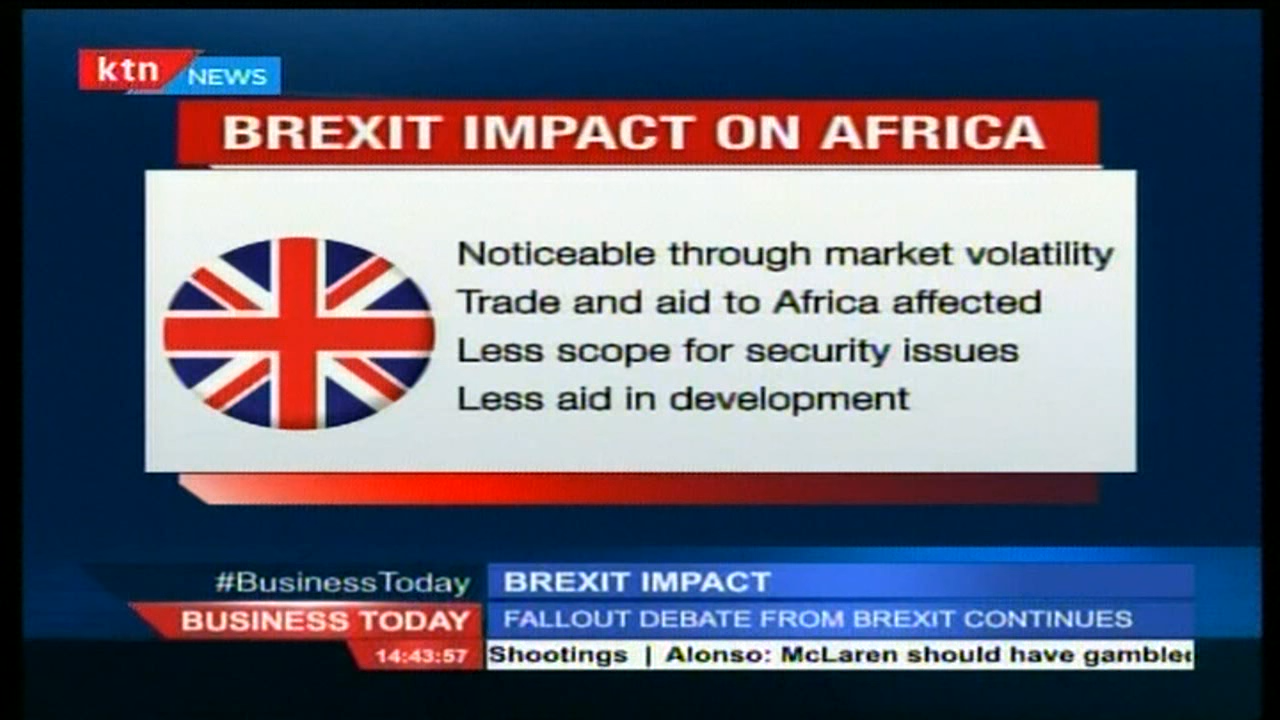 ktn NEWS
BREXIT IMPACT ON AFRICA
Noticeable through market volatility
Trade and aid to Africa affected
Less scope for security issues
Less aid in development
#BusinessToday
BREXIT IMPACT
BUSINESS TODAY
FALLOUT DEBATE FROM BREXIT CONTINUES
14:43:57
Shootings | Alonso: McLaren should have gamble